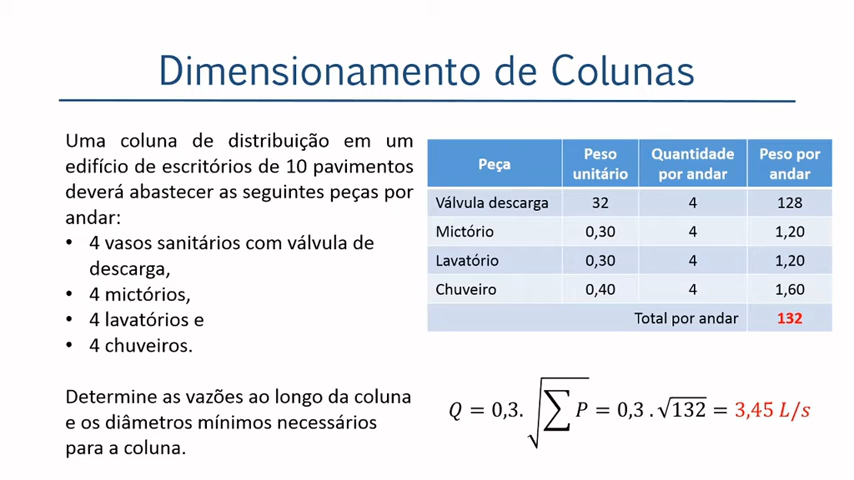 Dimensionamento de Colunas
Uma coluna de distribuição em um
edifício de escritórios de 10 pavimentos
deverá abastecer as seguintes peças por
andar:
• 4 vasos sanitários com válvula de
descarga,
• 4 mictórios,
• 4 lavatórios e
• 4 chuveiros.
Determine as vazões ao longo da coluna
e os diâmetros mínimos necessários
para a coluna.
Peça Peso unitário Quantidade por andar Peso por andar
Válvula descarga 32 4 128
Mictório 0,30 4 1,20
Lavatório 0,30 4 1,20
Chuveiro 0,40 4 1,60
Total por andar 132
Q = 0,3. √∑ P = 0,3 . √132 = 3,45 L/s